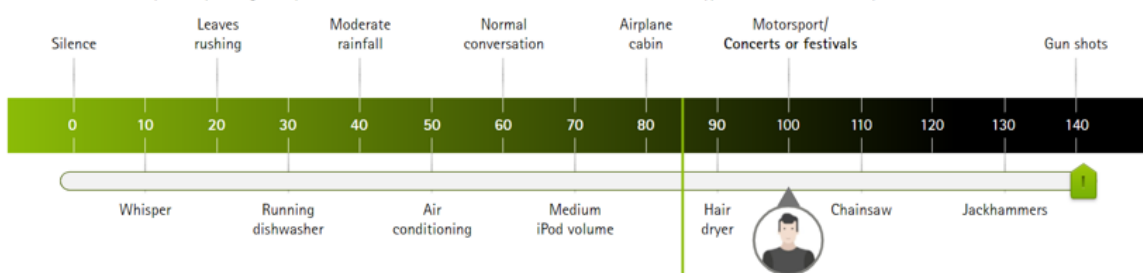 Silence
Leaves
rushing
Moderate
rainfall
Normal
conversation
Airplane
cabin
Motorsport/
Concerts or festivals
Gun shots
0 10 20 30 40 50 60 70 80 90 100 110 120 130 140
!
Whisper
Running
dishwasher
Air
conditioning
Medium
iPod volume
Hair
dryer
Chainsaw
Jackhammers